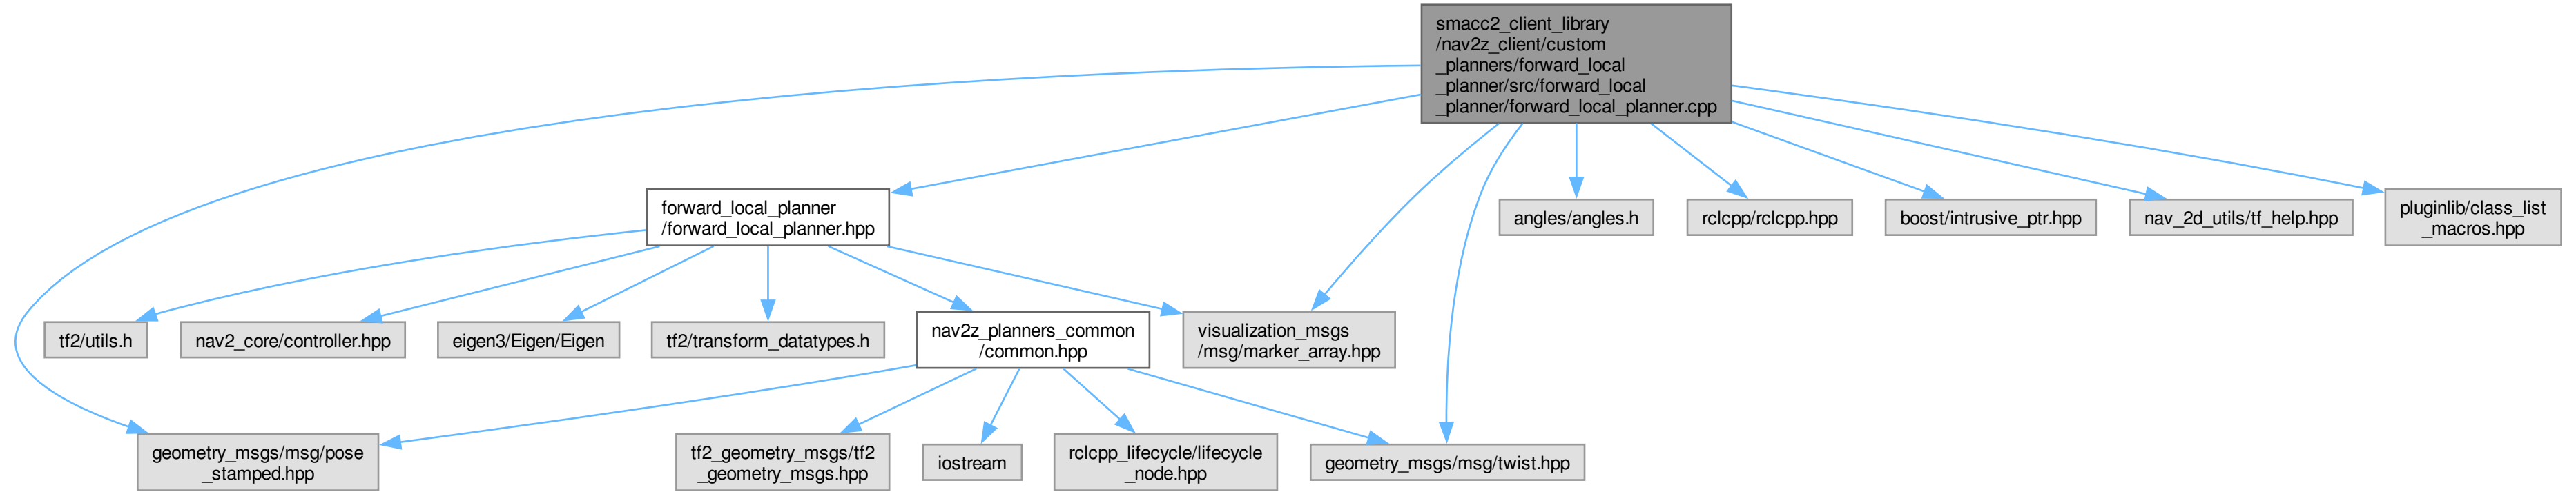 smacc2_client_library
/nav2z_client/custom
_planners/forward_local
_planner/src/forward_local
_planner/forward_local_planner.cpp
forward_local_planner
/forward_local_planner.hpp
angles/angles.h
rclcpp/rclcpp.hpp
boost/intrusive_ptr.hpp
nav_2d_utils/tf_help.hpp
pluginlib/class_list
_macros.hpp
tf2/utils.h
nav2_core/controller.hpp
eigen3/Eigen/Eigen
tf2/transform_datatypes.h
nav2z_planners_common
/common.hpp
visualization_msgs
/msg/marker_array.hpp
geometry_msgs/msg/pose
_stamped.hpp
tf2_geometry_msgs/tf2
_geometry_msgs.hpp
iostream
rclcpp_lifecycle/lifecycle
_node.hpp
geometry_msgs/msg/twist.hpp